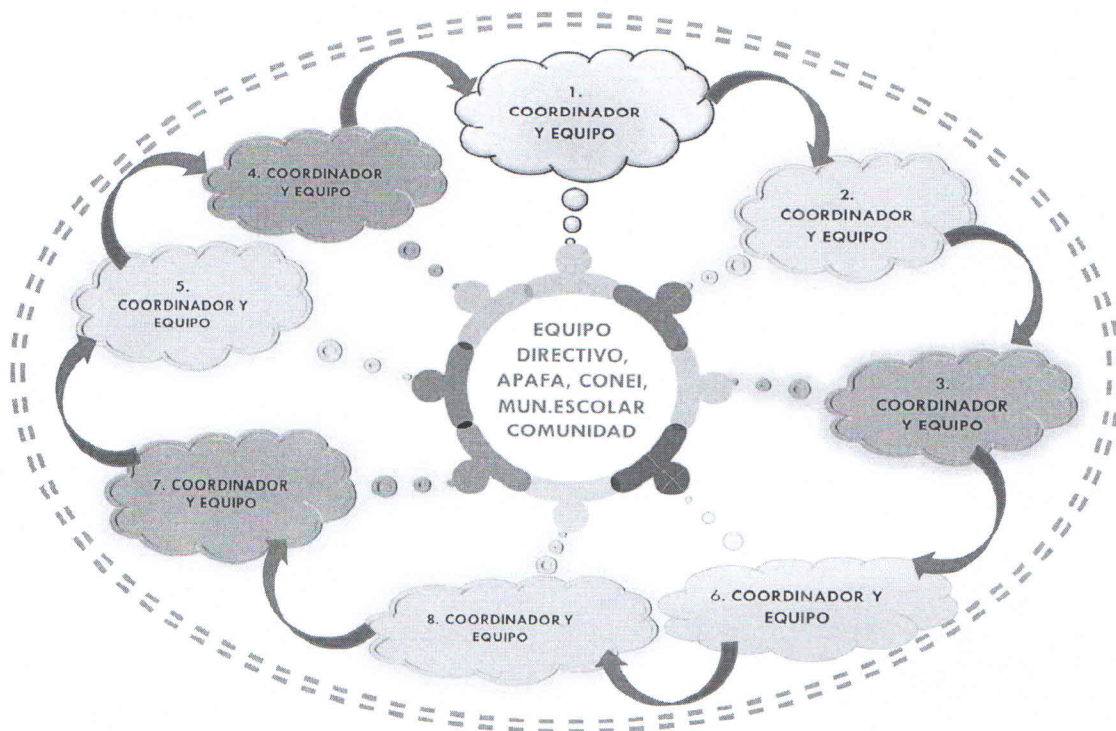 1.
COORDINADOR
Y EQUIPO
2.
COORDINADOR
Y EQUIPO
3.
COORDINADOR
Y EQUIPO
6. COORDINADOR Y
EQUIPO
8. COORDINADOR Y
EQUIPO
7. COORDINADOR
Y EQUIPO
5.
COORDINADOR Y
EQUIPO
4. COORDINADOR
Y EQUIPO
EQUIPO
DIRECTIVO,
APAFA, CONEI,
MUN.ESCOLAR
COMUNIDAD